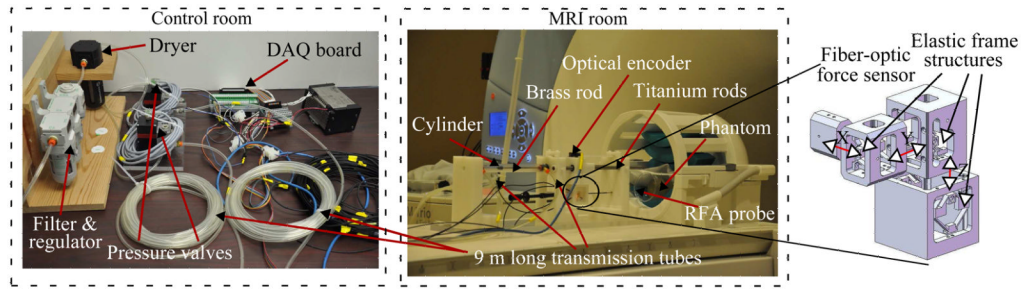 Control room
MRI room
Dryer
DAQ board
Filter &
regulator
Pressure valves
Optical encoder
Brass rod
Titanium rods
Cylinder
Phantom
RFA probe
9 m long transmission tubes
Fiber-optic
force sensor
Elastic frame
structures
X
Y